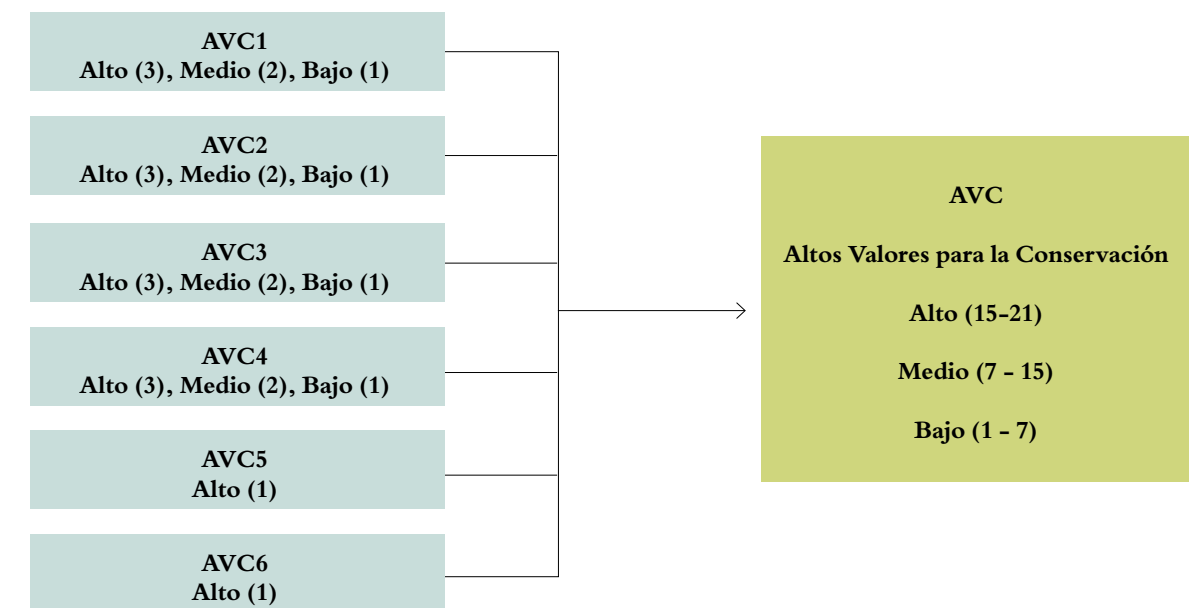 AVC1
Alto (3), Medio (2), Bajo (1)
AVC2
Alto (3), Medio (2), Bajo (1)
AVC3
Alto (3), Medio (2), Bajo (1)
AVC4
Alto (3), Medio (2), Bajo (1)
AVC5
Alto (1)
AVC6
Alto (1)
AVC
Altos Valores para la Conservación
Alto (15-21)
Medio (7 - 15)
Bajo (1 - 7)